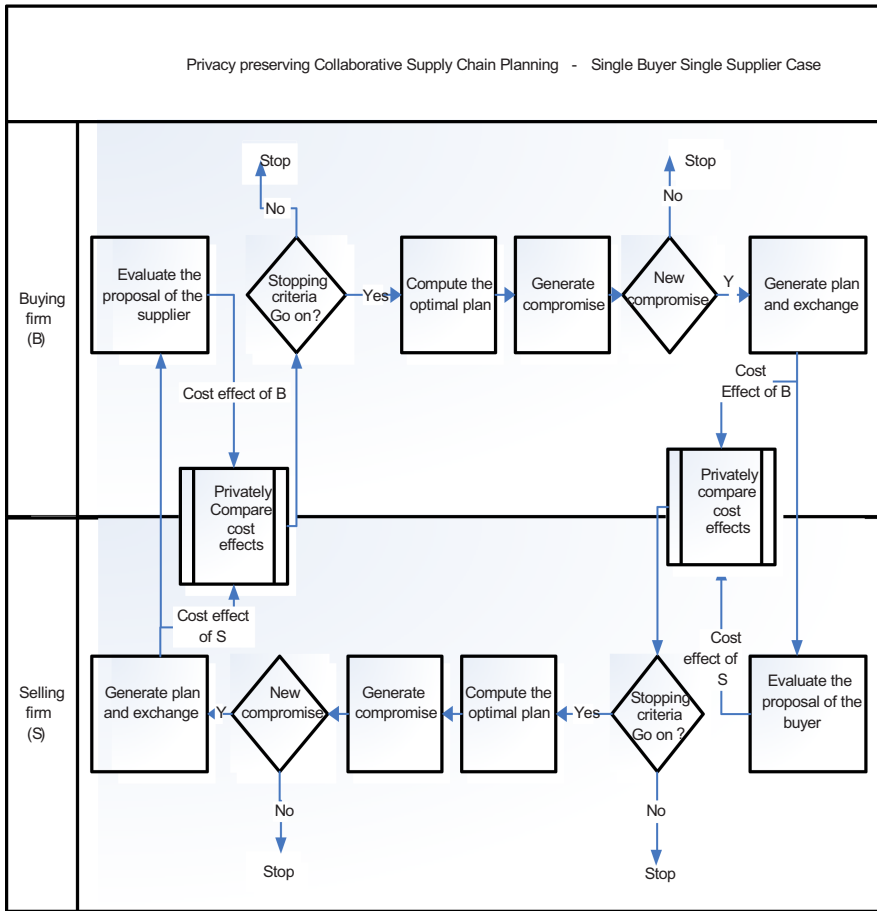 Privacy preserving Collaborative Supply Chain Planning - Single Buyer Single Supplier Case
Buying
firm
(B)
Stop
No
Stop
No
Evaluate the
proposal of the
supplier
Stopping
criteria
Go on ?
Yes
Compute the
optimal plan
Generate
compromise
New
compromise
Y
Generate plan
and exchange
Cost effect of B
Cost
Effect of B
Privately
Compare
cost
effects
Privately
compare
cost
effects
Selling
firm
(S)
Cost effect
of S
Generate plan
and exchange
Y
New
compromise
Generate
compromise
Compute the
optimal plan
Yes
Stopping
criteria
Go on ?
Cost
effect of
S
Evaluate the
proposal of the
buyer
No
Stop
No
Stop